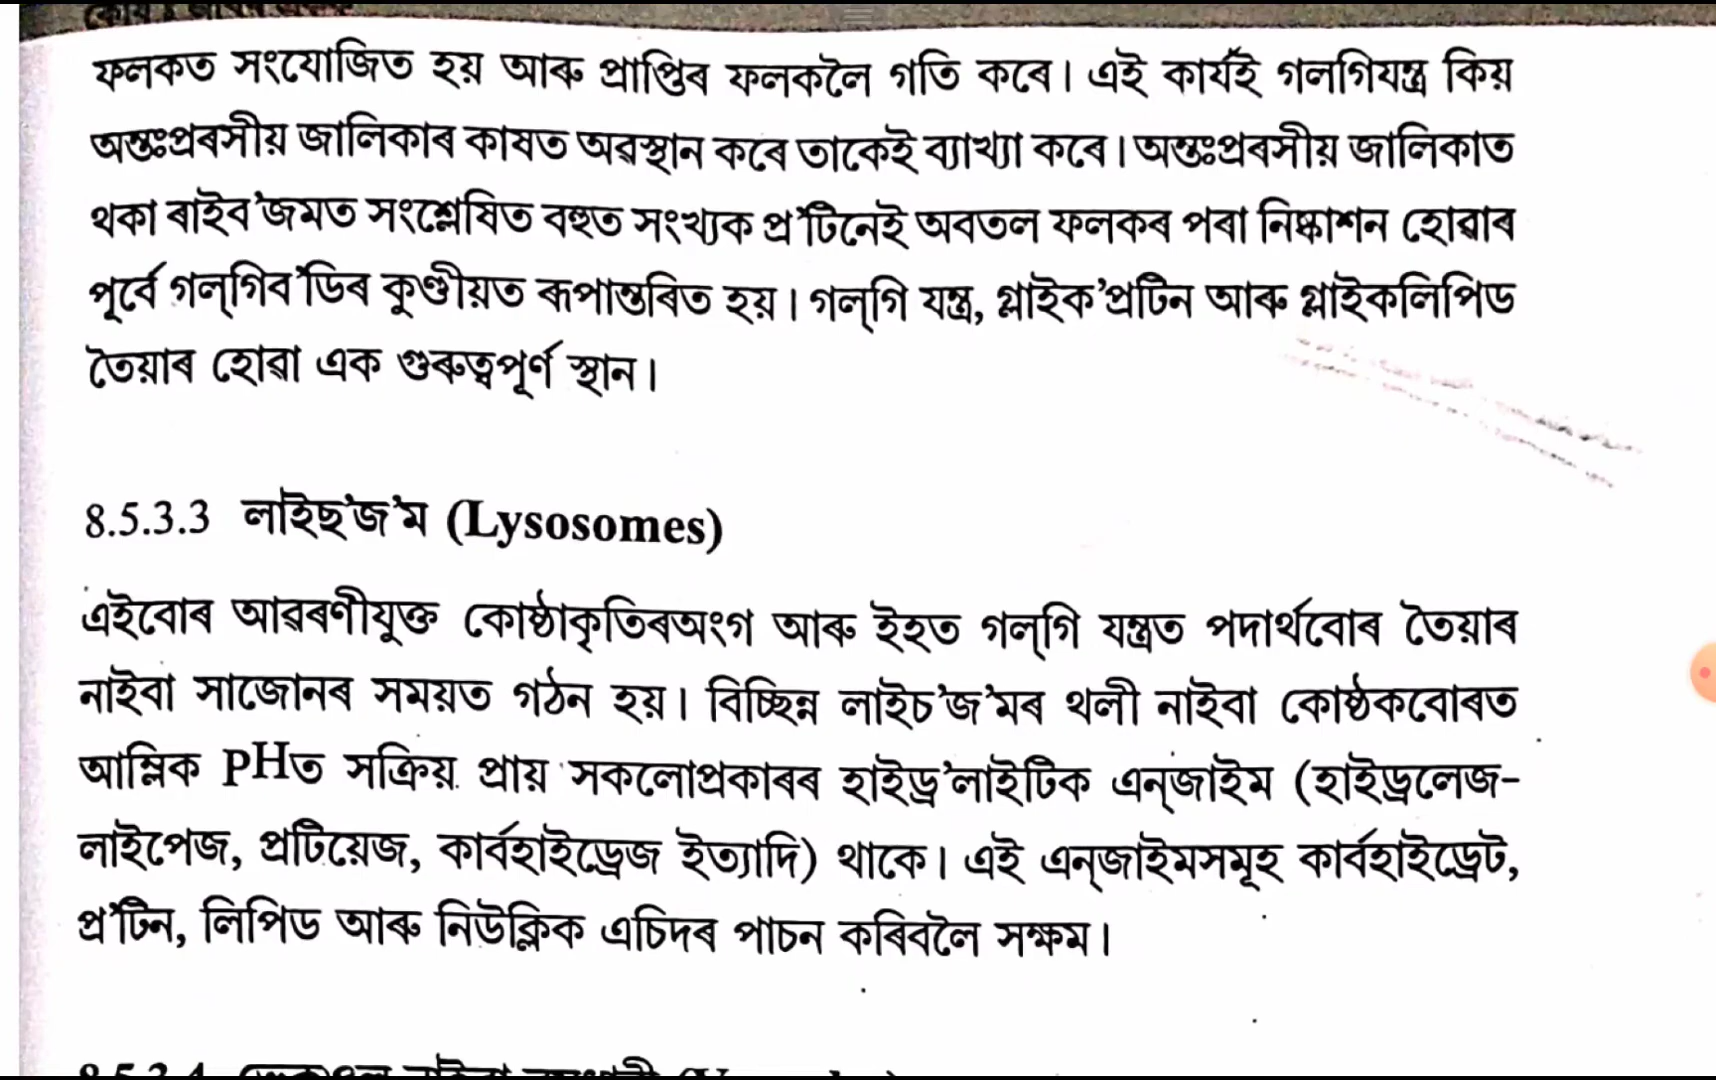 ফলকত সংযোজিত হয় আৰু প্ৰাপ্তিৰ ফলকলৈ গতি কৰে। এই কাৰ্যই গলগিযন্ত্ৰ কিয়
অন্তঃপ্ৰৰসীয় জালিকাৰ কাষত অৱস্থান কৰে তাকেই ব্যাখ্যা কৰে। অন্তঃপ্ৰৰসীয় জালিকাত
থকা ৰাইব'জমত সংশ্লেষিত বহুত সংখ্যক প্ৰ'টিনেই অবতল ফলকৰ পৰা নিষ্কাশন হোৱাৰ
পূৰ্বে গল্‌গিব'ডিৰ কুণ্ডীয়ত ৰূপান্তৰিত হয়। গল্‌গি যন্ত্ৰ, গ্লাইক'প্ৰটিন আৰু গ্লাইকলিপিড
তৈয়াৰ হোৱা এক গুৰুত্বপূৰ্ণ স্থান।
8.5.3.3 লাইছ'জ'ম (Lysosomes)
এইবোৰ আৱৰণীযুক্ত কোষ্ঠাকৃতিৰঅংগ আৰু ইহত গল্‌গি যন্ত্ৰত পদাৰ্থবোৰ তৈয়াৰ
নাইবা সাজোনৰ সময়ত গঠন হয়। বিচ্ছিন্ন লাইচ'জ'মৰ থলী নাইবা কোষ্ঠকবোৰত
আম্লিক pHত সক্ৰিয় প্ৰায় সকলোপ্ৰকাৰৰ হাইড্ৰ'লাইটিক এন্‌জাইম (হাইড্ৰলেজ-
লাইপেজ, প্ৰটিয়েজ, কাৰ্বহাইড্ৰেজ ইত্যাদি) থাকে। এই এন্‌জাইমসমূহ কাৰ্বহাইড্ৰেট,
প্ৰ'টিন, লিপিড আৰু নিউক্লিক এচিদৰ পাচন কৰিবলৈ সক্ষম।